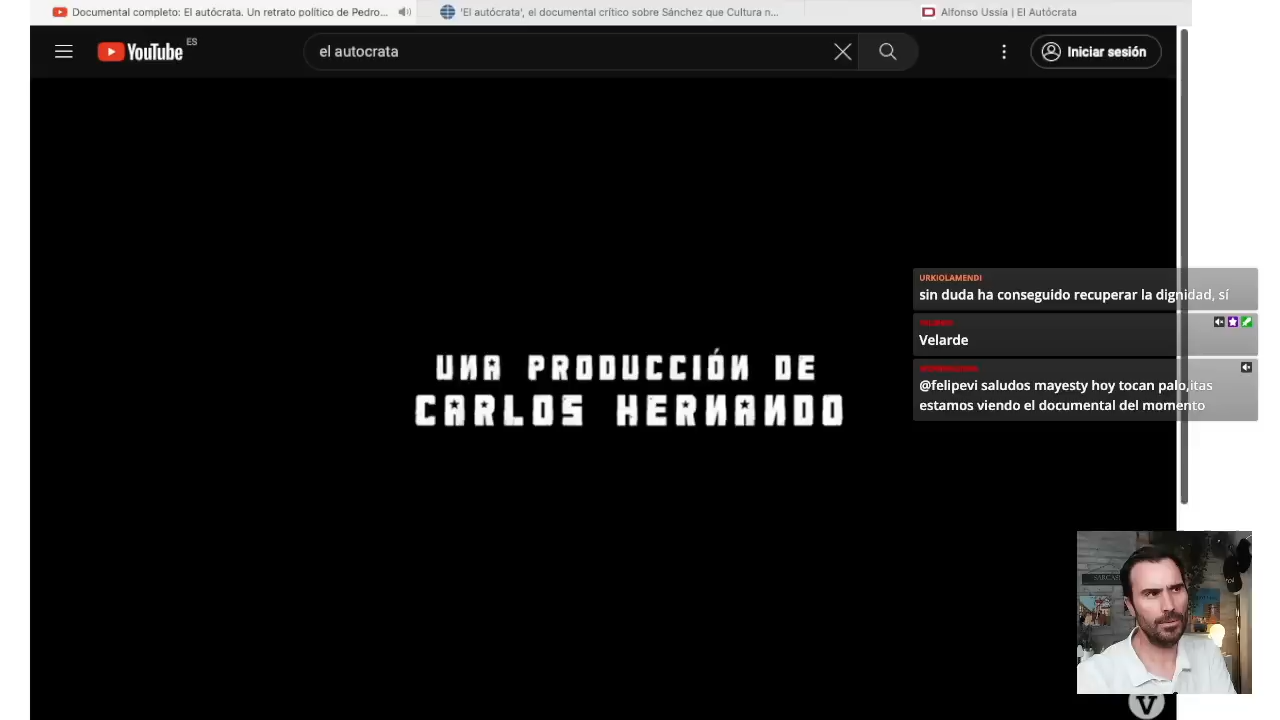 Documental completo: El autócrata. Un retrato político de Pedro...
'El autócrata', el documental crítico sobre Sánchez que Cultura n...
Alfonso Ussía | El Autócrata
YouTube ES
el autocrata
Iniciar sesión
UNA PRODUCCIÓN DE
CARLOS HERNANDO
URKIOLAMENDI
sin duda ha conseguido recuperar la dignidad, sí
Velarde
@felipevi saludos mayesty hoy tocan palo,itas
estamos viendo el documental del momento
V